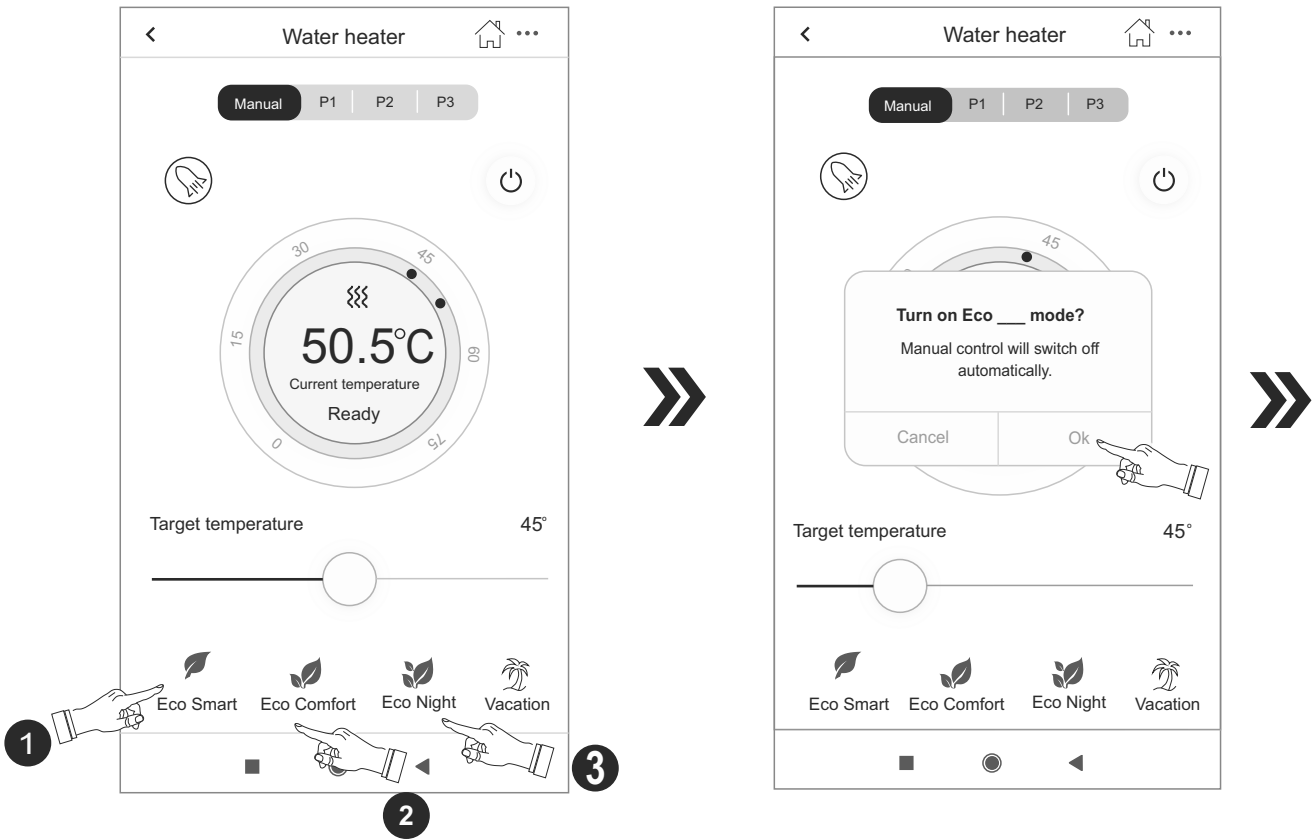 Water heater
Manual P1 P2 P3
30
45
15
60
0
75
50.5°C
Current temperature
Ready
Target temperature 45°
Eco Smart Eco Comfort Eco Night Vacation
1
2
3
Water heater
Manual P1 P2 P3
45
Turn on Eco ___ mode?
Manual control will switch off
automatically.
Cancel Ok
Target temperature 45°
Eco Smart Eco Comfort Eco Night Vacation